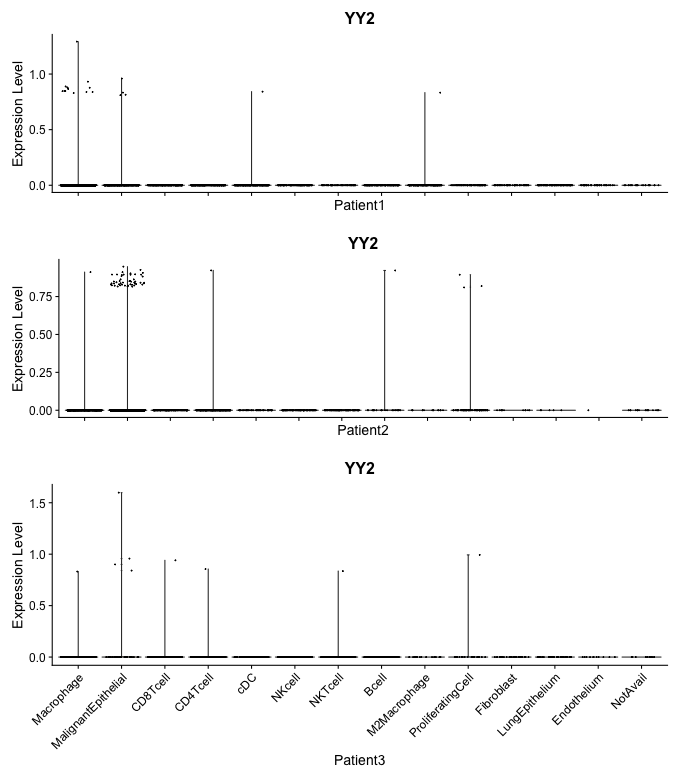 YY2
Expression Level
1.0
0.5
0.0
Patient1
YY2
Expression Level
0.75
0.50
0.25
0.00
Patient2
YY2
Expression Level
1.5
1.0
0.5
0.0
Macrophage
MalignantEpithelial
CD8Tcell
CD4Tcell
cDC
NKcell
NKTcell
Bcell
M2Macrophage
ProliferatingCell
Fibroblast
LungEpithelium
Endothelium
NotAvail
Patient3